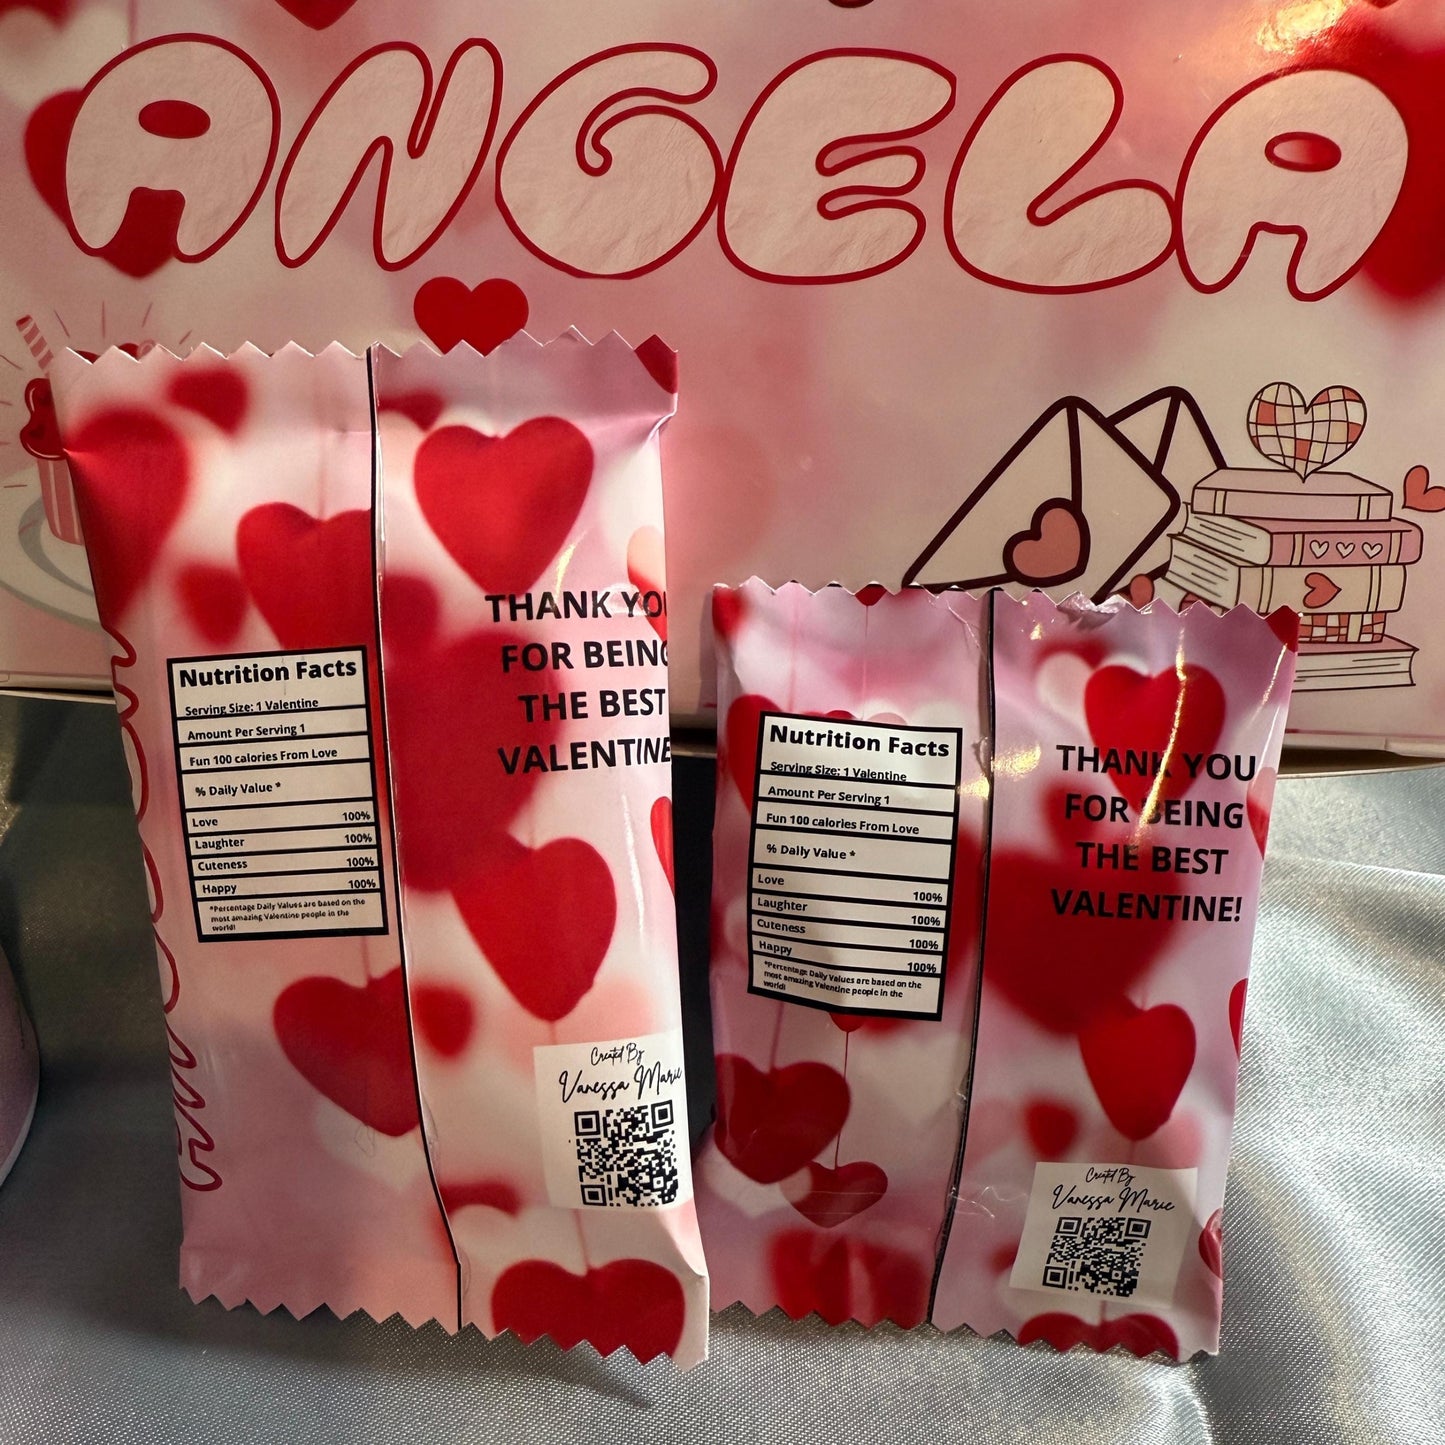 ANGELA
Nutrition Facts
Serving Size: 1 Valentine
Amount Per Serving 1
Fun 100 calories From Love
% Daily Value *
Love 100%
Laughter 100%
Cuteness 100%
Happy 100%
*Percentage Daily Values are based on the
most amazing Valentine people in the
world!
THANK YOU
FOR BEING
THE BEST
VALENTINE
Created By
Vanessa Marie
Nutrition Facts
Serving Size: 1 Valentine
Amount Per Serving 1
Fun 100 calories From Love
% Daily Value *
Love 100%
Laughter 100%
Cuteness 100%
Happy 100%
*Percentage Daily Values are based on the
most amazing Valentine people in the
world!
THANK YOU
FOR BEING
THE BEST
VALENTINE!
Created By
Vanessa Marie